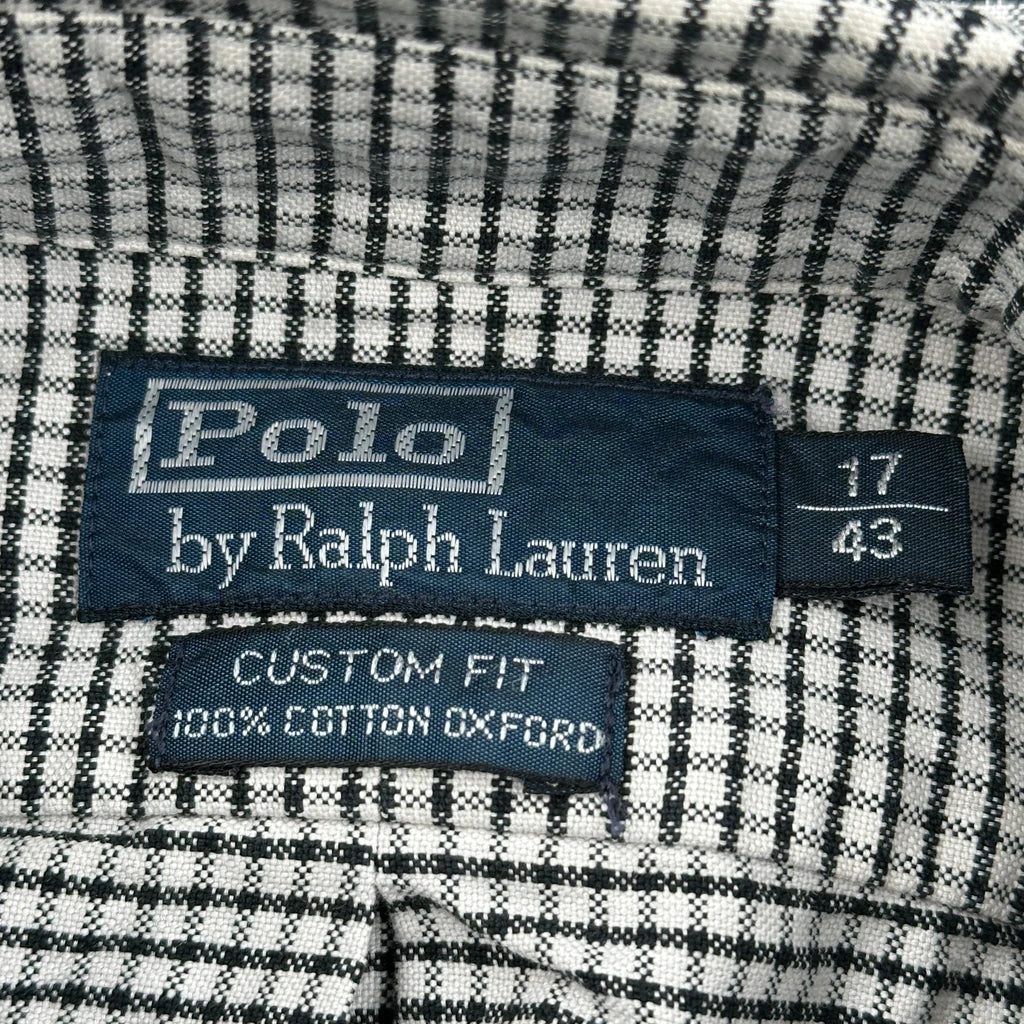 Polo
by Ralph Lauren
17
43
CUSTOM FIT
100% COTTON OXFORD